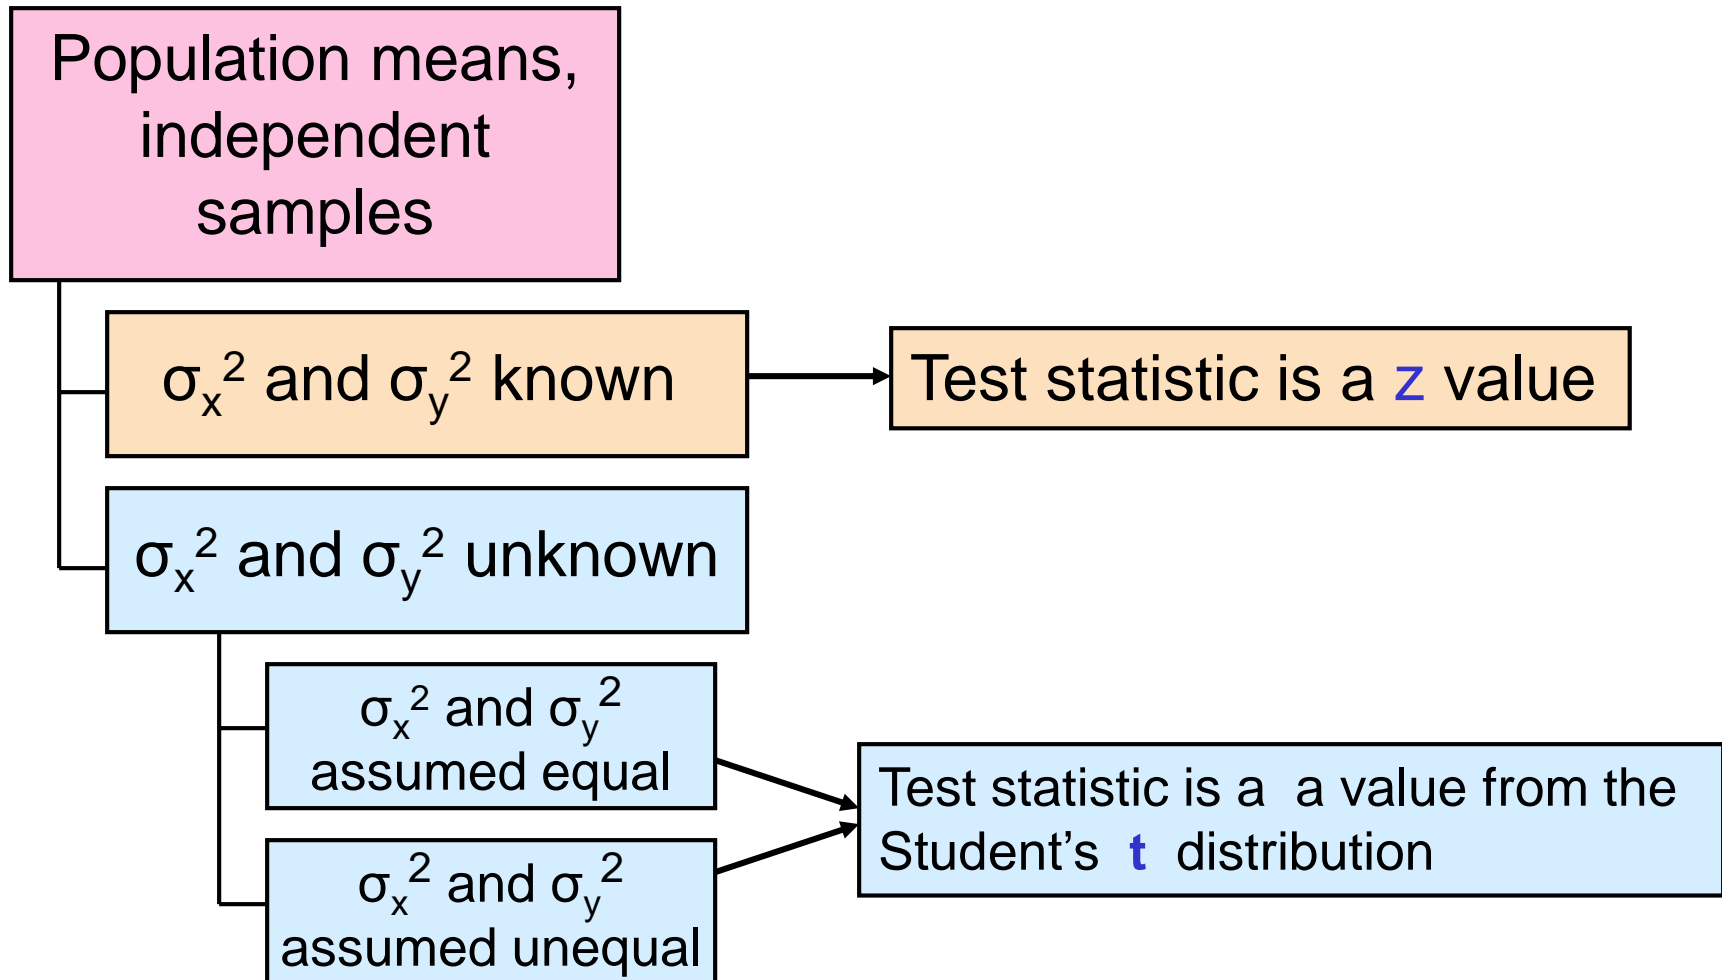 Population means,
independent
samples
σx² and σy² known
Test statistic is a z value
σx² and σy² unknown
σx² and σy²
assumed equal
Test statistic is a  a value from the
Student's  t  distribution
σx² and σy²
assumed unequal